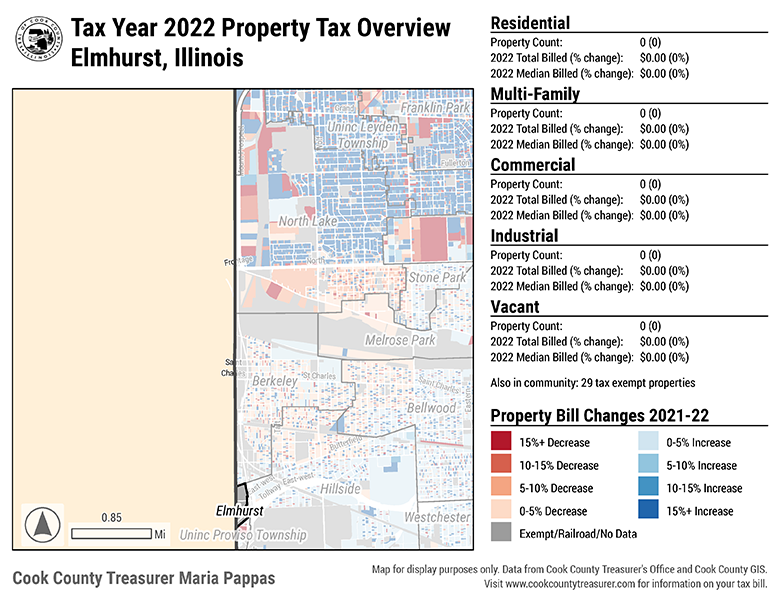 Tax Year 2022 Property Tax Overview
Elmhurst, Illinois
Residential
Property Count: 0 (0)
2022 Total Billed (% change): $0.00 (0%)
2022 Median Billed (% change): $0.00 (0%)
Multi-Family
Property Count: 0 (0)
2022 Total Billed (% change): $0.00 (0%)
2022 Median Billed (% change): $0.00 (0%)
Commercial
Property Count: 0 (0)
2022 Total Billed (% change): $0.00 (0%)
2022 Median Billed (% change): $0.00 (0%)
Industrial
Property Count: 0 (0)
2022 Total Billed (% change): $0.00 (0%)
2022 Median Billed (% change): $0.00 (0%)
Vacant
Property Count: 0 (0)
2022 Total Billed (% change): $0.00 (0%)
2022 Median Billed (% change): $0.00 (0%)
Also in community: 29 tax exempt properties
Property Bill Changes 2021-22
15%+ Decrease
10-15% Decrease
5-10% Decrease
0-5% Decrease
Exempt/Railroad/No Data
0-5% Increase
5-10% Increase
10-15% Increase
15%+ Increase
Grand
Franklin Park
Uninc Leyden
Township
Fullerton
North Lake
Frontage
North
Stone Park
Melrose Park
Saint
Charles
St Charles
Berkeley
Saint Charles
Bellwood
Eastern
Butterfield
East-west
Tollway East-west
Hillside
Elmhurst
Westchester
Uninc Proviso Township
0.85
Mi
Cook County Treasurer Maria Pappas
Map for display purposes only. Data from Cook County Treasurer's Office and Cook County GIS.
Visit www.cookcountytreasurer.com for information on your tax bill.